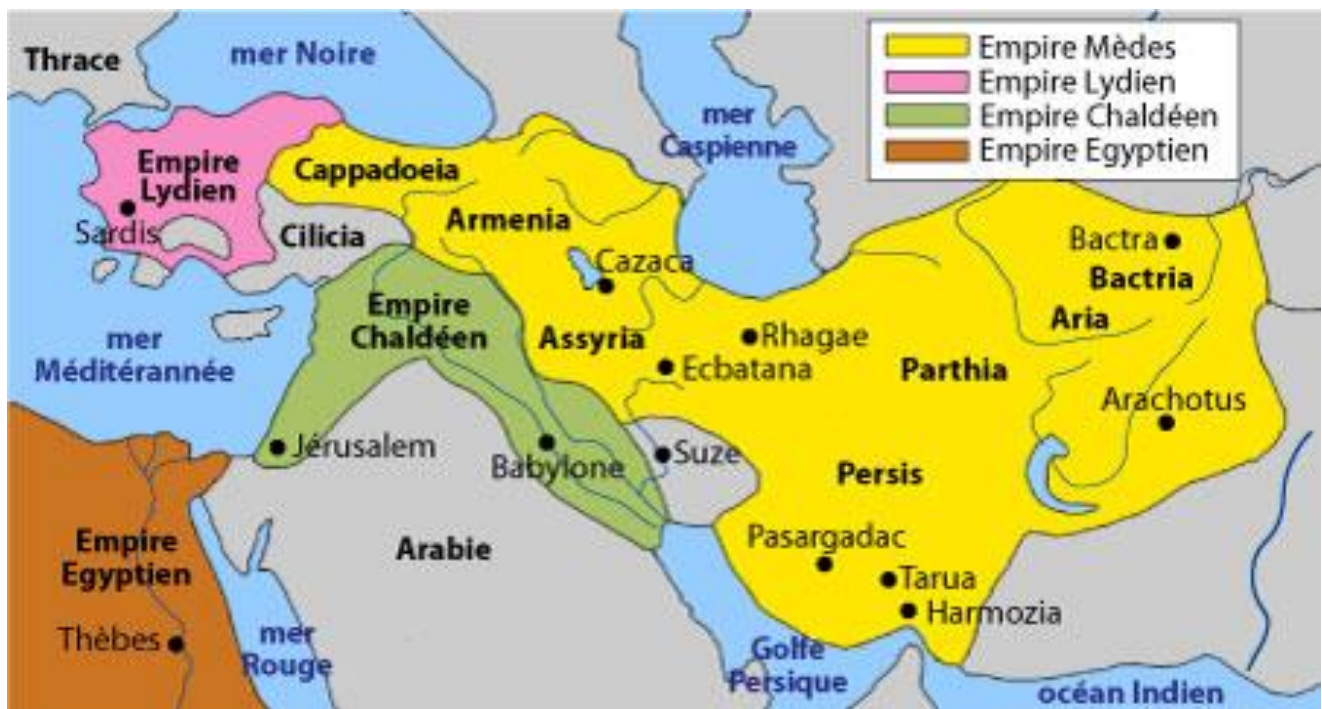 Thrace
mer Noire
mer
Caspienne
Empire Mèdes
Empire Lydien
Empire Chaldéen
Empire Egyptien
Empire
Lydien
Sardis
Cappadoeia
Cilicia
Armenia
Cazaca
Bactra
Bactria
Aria
Empire
Chaldéen
Assyria
Rhagae
Ecbatana
Parthia
Arachotus
mer
Méditérannée
Jérusalem
Babylone
Suze
Persis
Empire
Egyptien
Arabie
Pasargadac
Tarua
Harmozia
Thèbes
mer
Rouge
Golfe
Persique
océan Indien